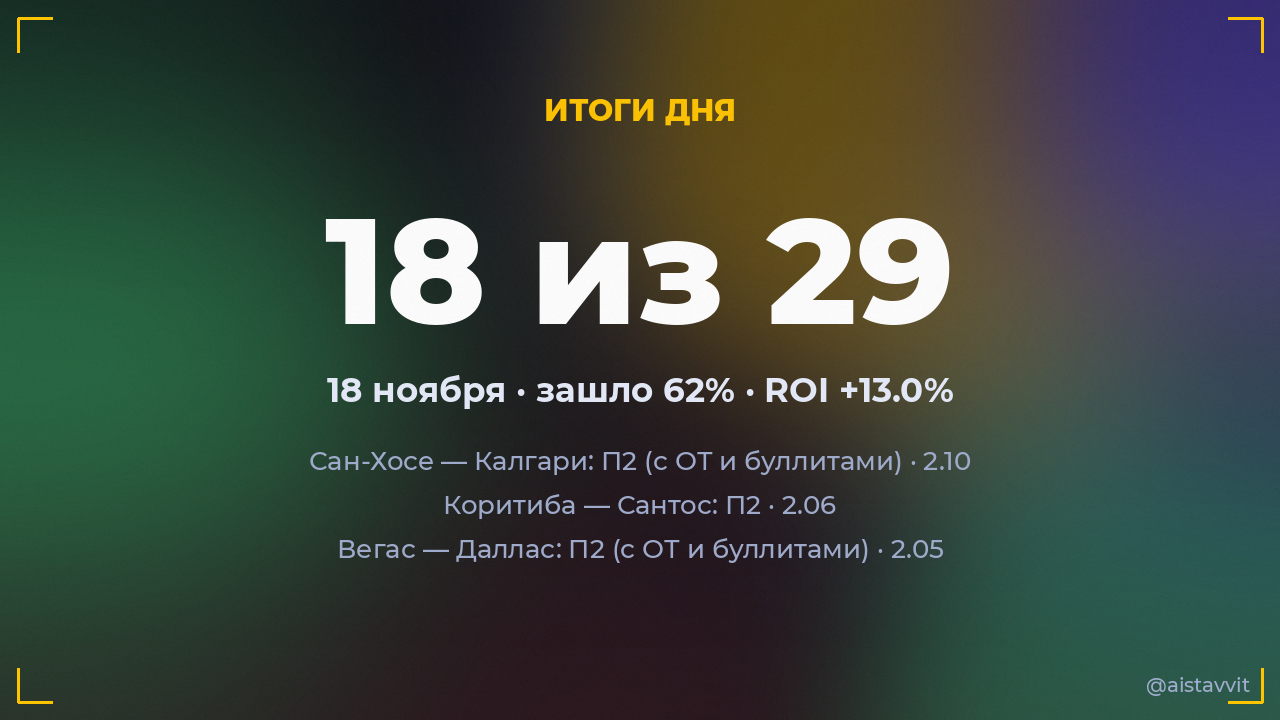 ИТОГИ ДНЯ
18 из 29
18 ноября · зашло 62% · ROI +13.0%
Сан-Хосе — Калгари: П2 (с ОТ и буллитами) · 2.10
Коритиба — Сантос: П2 · 2.06
Вегас — Даллас: П2 (с ОТ и буллитами) · 2.05
@aistavvit